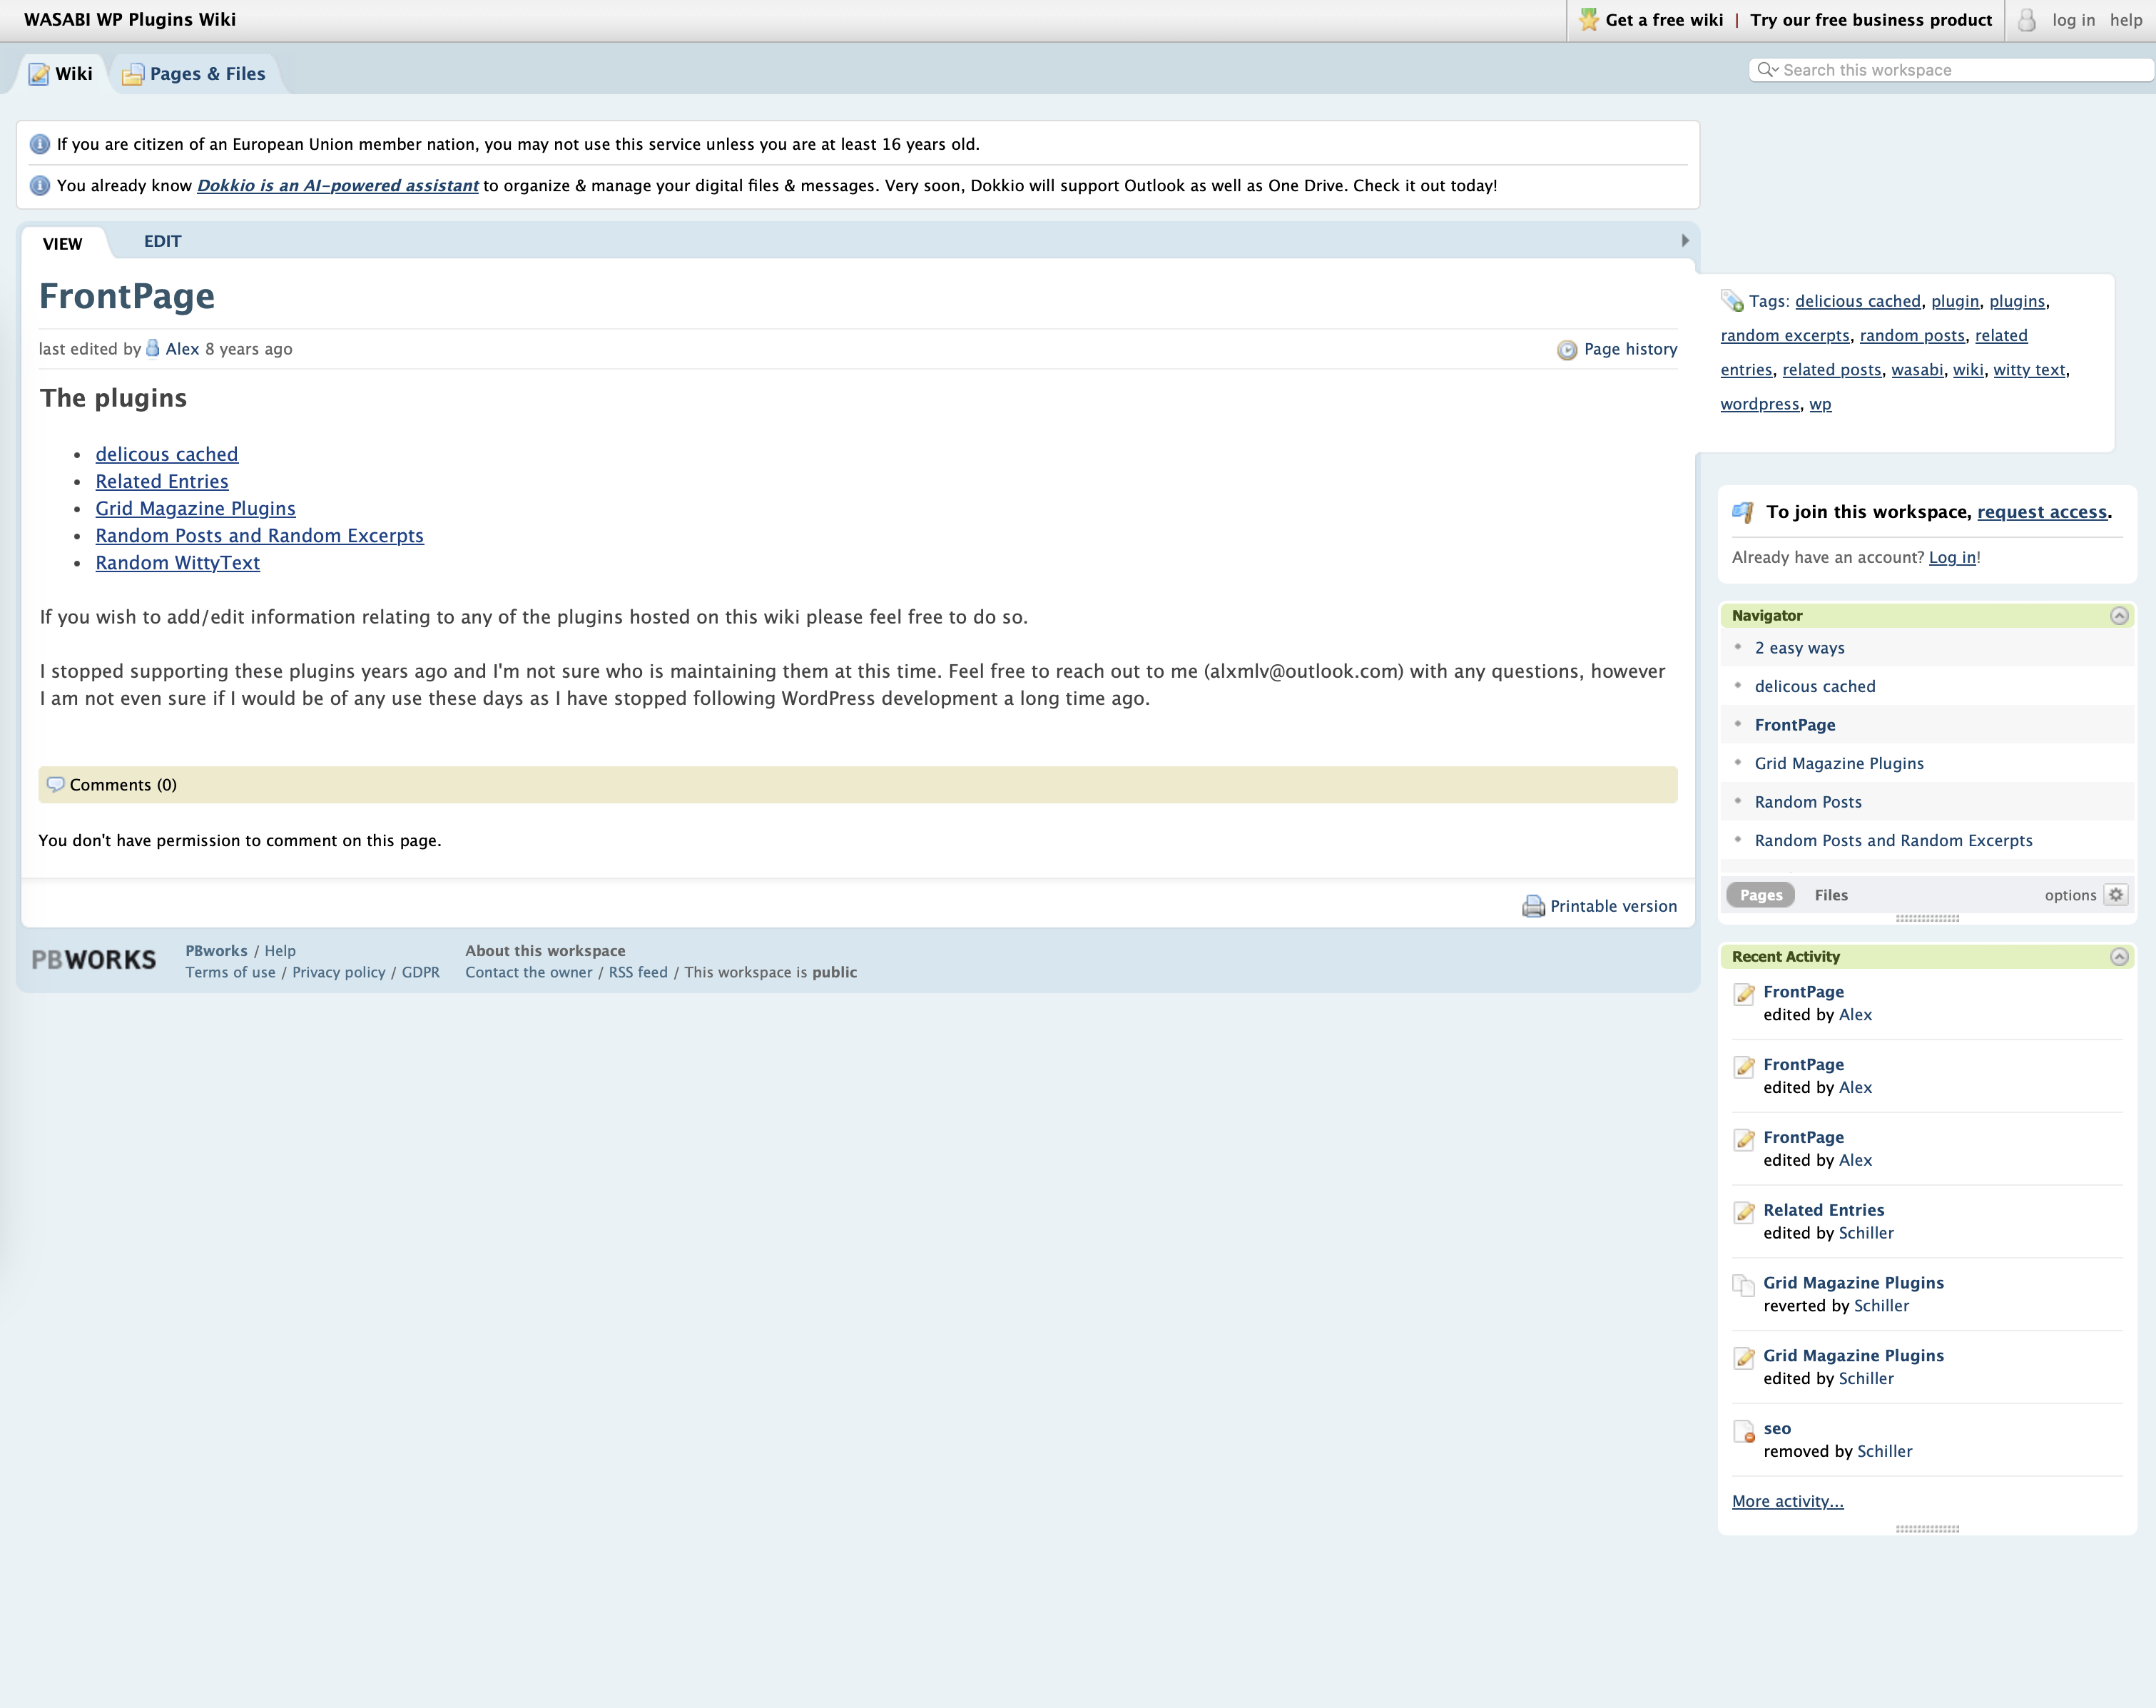 WASABI WP Plugins Wiki
Get a free wiki | Try our free business product
log in help
Wiki
Pages & Files
Search this workspace
If you are citizen of an European Union member nation, you may not use this service unless you are at least 16 years old.
You already know Dokkio is an AI-powered assistant to organize & manage your digital files & messages. Very soon, Dokkio will support Outlook as well as One Drive. Check it out today!
VIEW
EDIT
FrontPage
last edited by Alex 8 years ago
Page history
The plugins
• delicous cached
• Related Entries
• Grid Magazine Plugins
• Random Posts and Random Excerpts
• Random WittyText
If you wish to add/edit information relating to any of the plugins hosted on this wiki please feel free to do so.
I stopped supporting these plugins years ago and I'm not sure who is maintaining them at this time. Feel free to reach out to me (alxmlv@outlook.com) with any questions, however
I am not even sure if I would be of any use these days as I have stopped following WordPress development a long time ago.
Comments (0)
You don't have permission to comment on this page.
Printable version
PBWORKS
PBworks / Help
Terms of use / Privacy policy / GDPR
About this workspace
Contact the owner / RSS feed / This workspace is public
Tags: delicious cached, plugin, plugins,
random excerpts, random posts, related
entries, related posts, wasabi, wiki, witty text,
wordpress, wp
To join this workspace, request access.
Already have an account? Log in!
Navigator
• 2 easy ways
• delicous cached
• FrontPage
• Grid Magazine Plugins
• Random Posts
• Random Posts and Random Excerpts
Pages
Files
options
Recent Activity
FrontPage
edited by Alex
FrontPage
edited by Alex
FrontPage
edited by Alex
Related Entries
edited by Schiller
Grid Magazine Plugins
reverted by Schiller
Grid Magazine Plugins
edited by Schiller
seo
removed by Schiller
More activity...